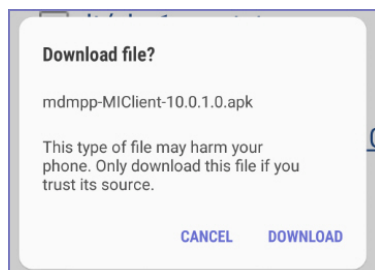 Download file?
mdmpp-MIClient-10.0.1.0.apk
This type of file may harm your
phone. Only download this file if you
trust its source.
CANCEL DOWNLOAD